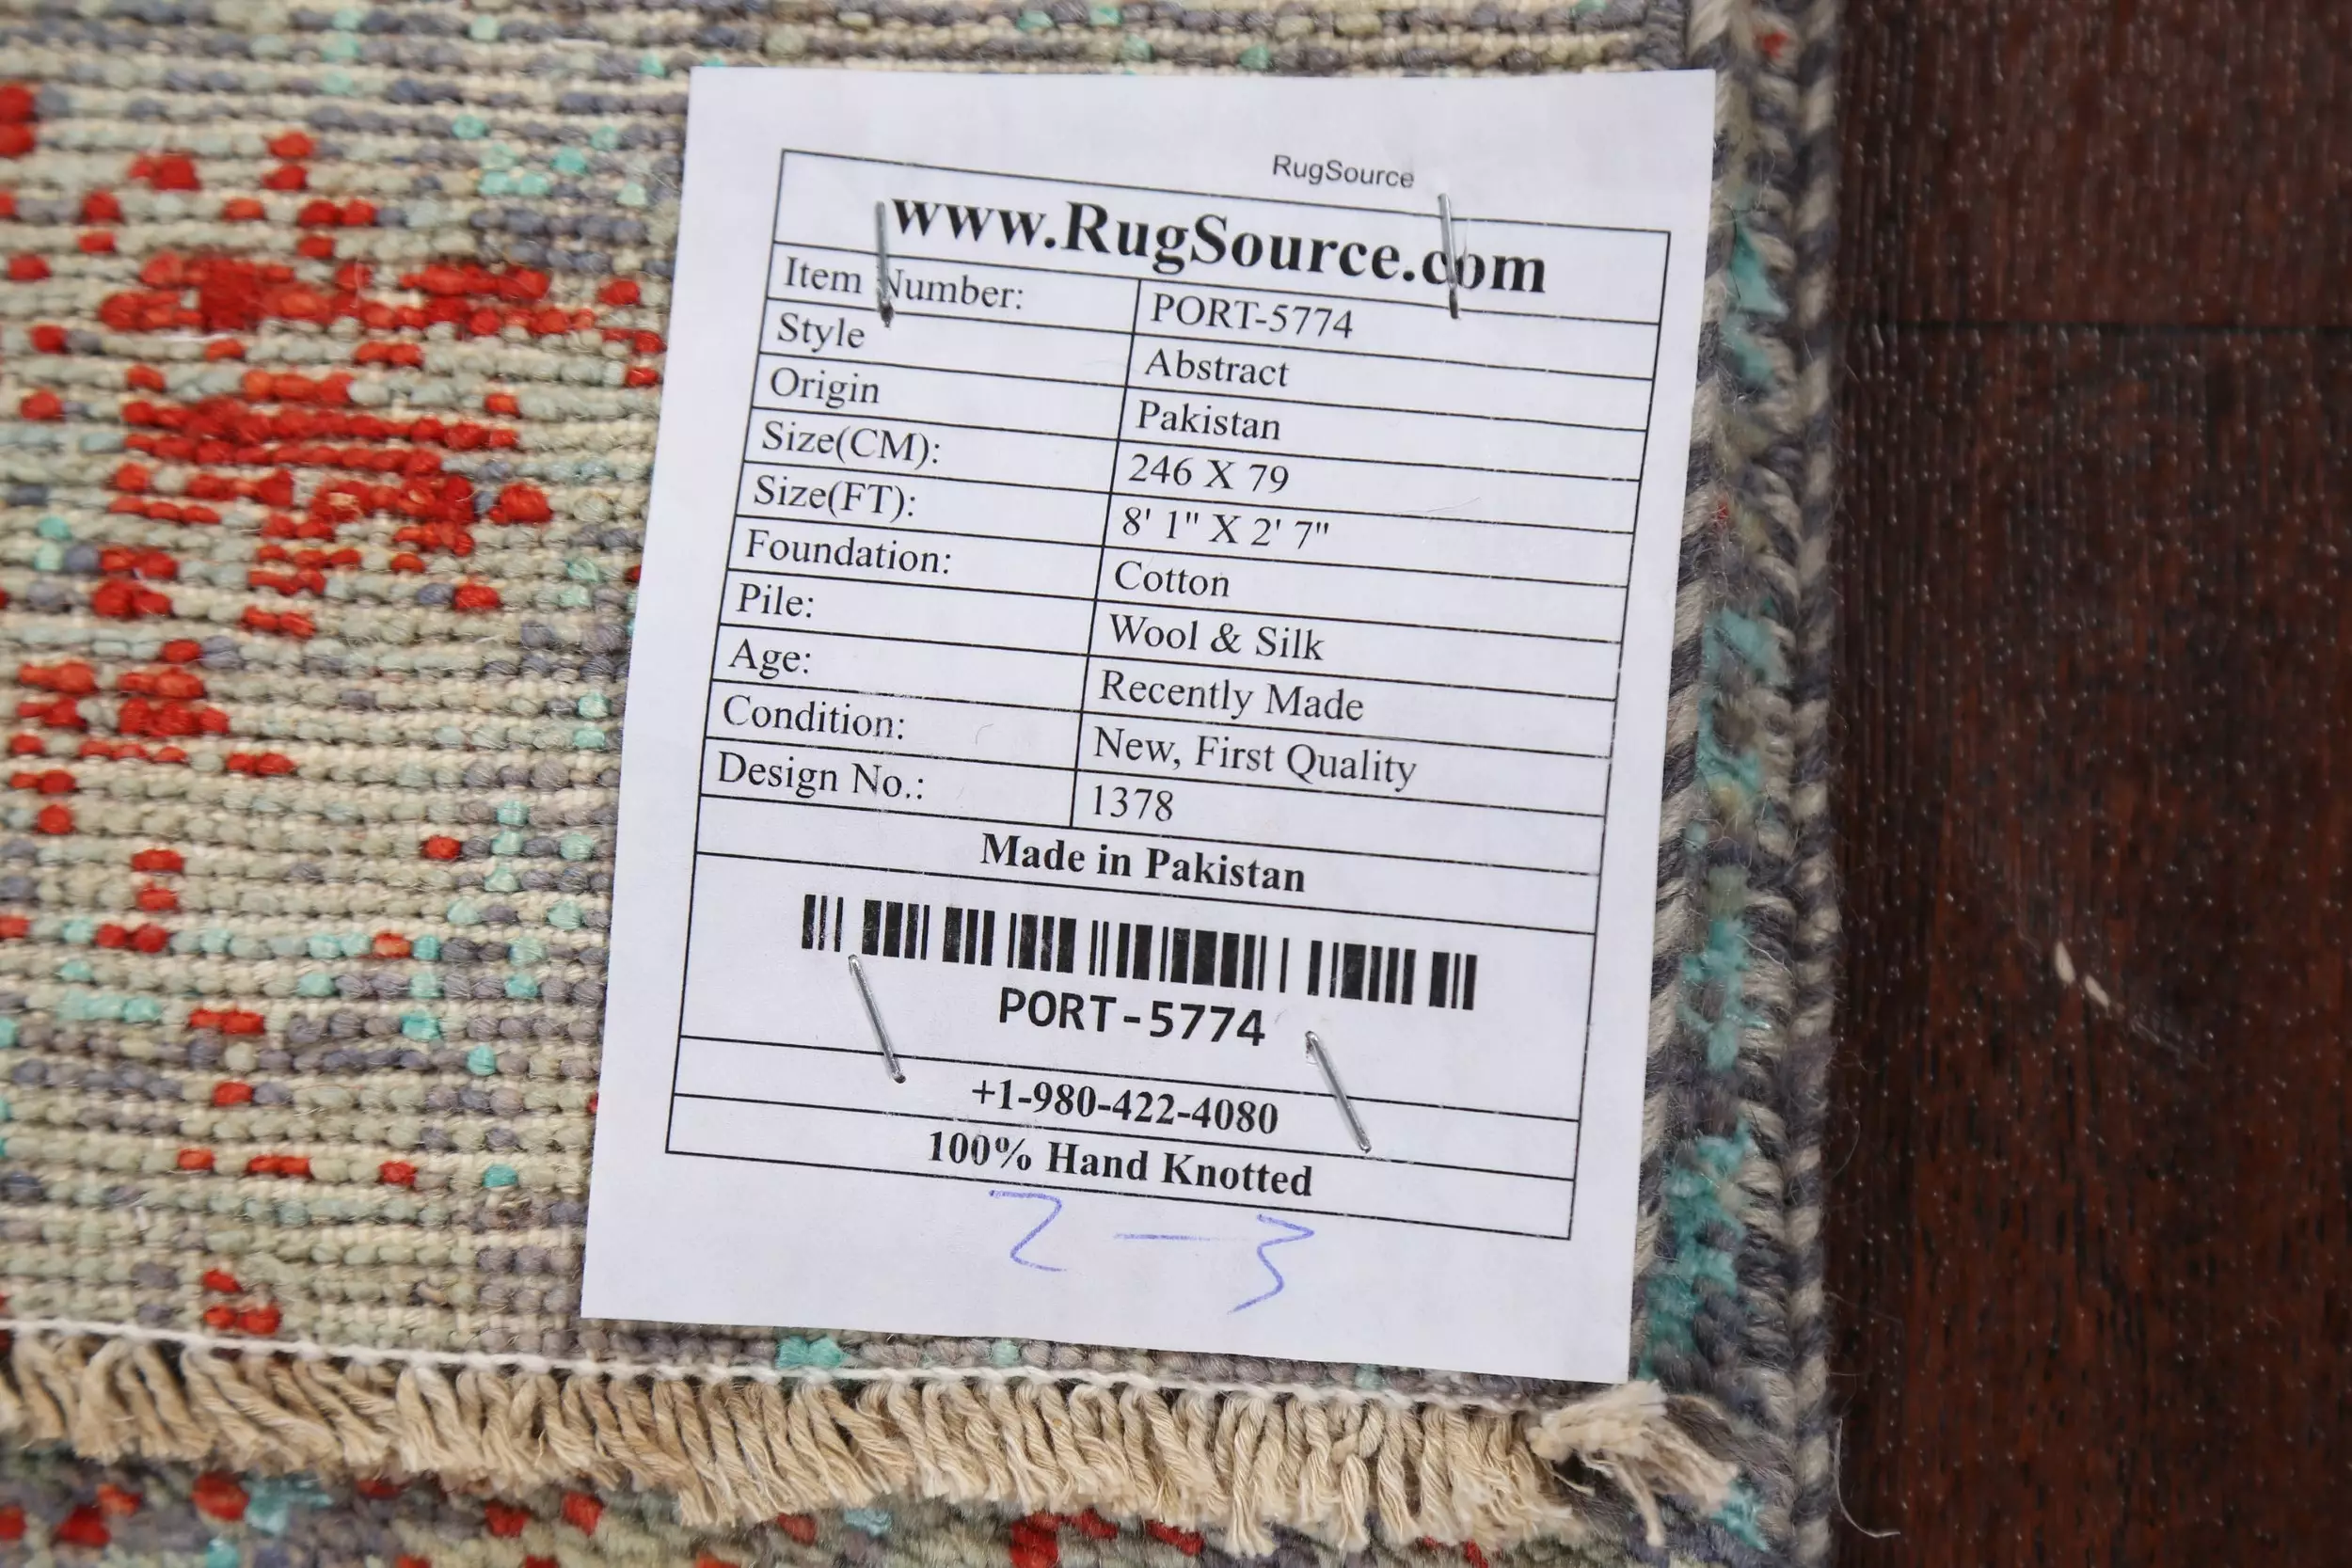 RugSource
www.RugSource.com
Item Number: PORT-5774
Style Abstract
Origin Pakistan
Size(CM): 246 X 79
Size(FT): 8' 1" X 2' 7"
Foundation: Cotton
Pile: Wool & Silk
Age: Recently Made
Condition: New, First Quality
Design No.: 1378
Made in Pakistan
PORT-5774
+1-980-422-4080
100% Hand Knotted
2-3